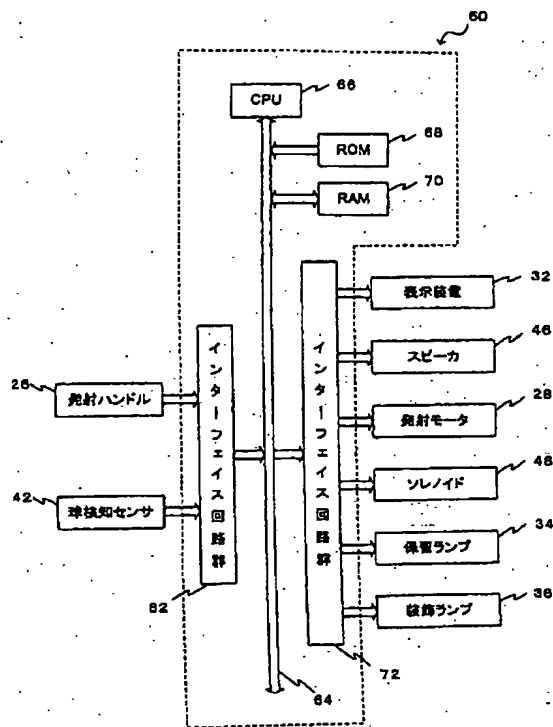 60
CPU
66
ROM
68
RAM
70
表示装置
32
スピーカ
46
発射ハンドル
26
発射モータ
28
球検知センサ
42
ソレノイド
48
保留ランプ
34
装飾ランプ
36
インターフェイス回路群
62
インターフェイス回路群
72
64